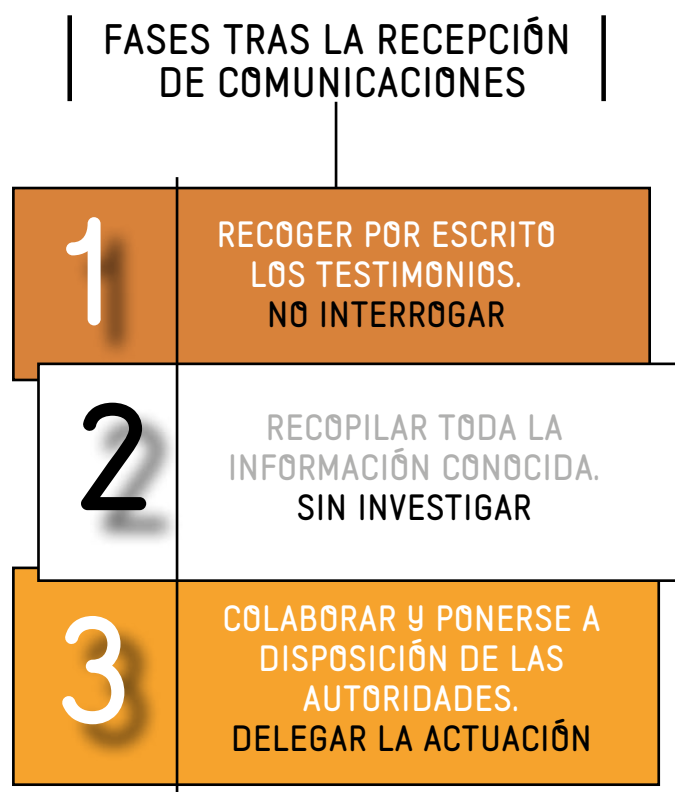 FASES TRAS LA RECEPCIÓN
DE COMUNICACIONES
1
RECOGER POR ESCRITO
LOS TESTIMONIOS.
NO INTERROGAR
2
RECOPILAR TODA LA
INFORMACIÓN CONOCIDA.
SIN INVESTIGAR
3
COLABORAR Y PONERSE A
DISPOSICIÓN DE LAS
AUTORIDADES.
DELEGAR LA ACTUACIÓN